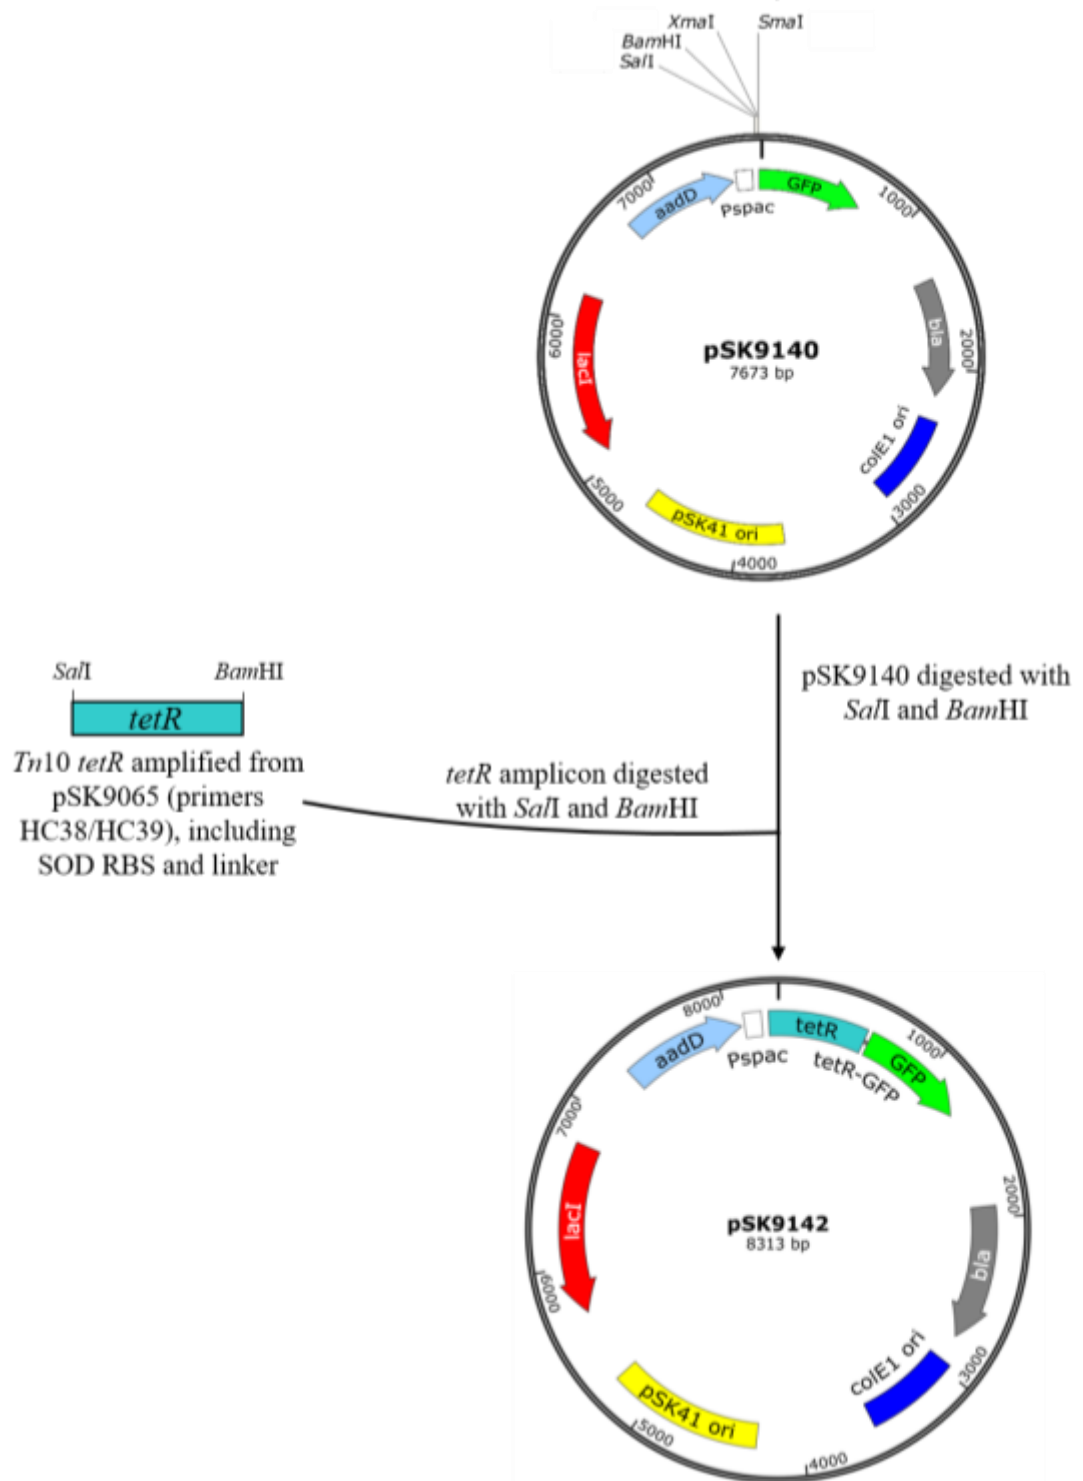 XmaI
SmaI
BamHI
SalI
7000
aadD
Pspac
GFP
1000
6000
lacI
pSK9140
7673 bp
bla
2000
colE1 ori
5000
3000
pSK41 ori
4000
SalI
BamHI
tetR
Tn10 tetR amplified from
pSK9065 (primers
HC38/HC39), including
SOD RBS and linker
tetR amplicon digested
with SalI and BamHI
pSK9140 digested with
SalI and BamHI
8000
aadD
Pspac
tetR
tetR-GFP
GFP
1000
7000
lacI
pSK9142
8313 bp
2000
bla
6000
colE1 ori
3000
pSK41 ori
5000
4000